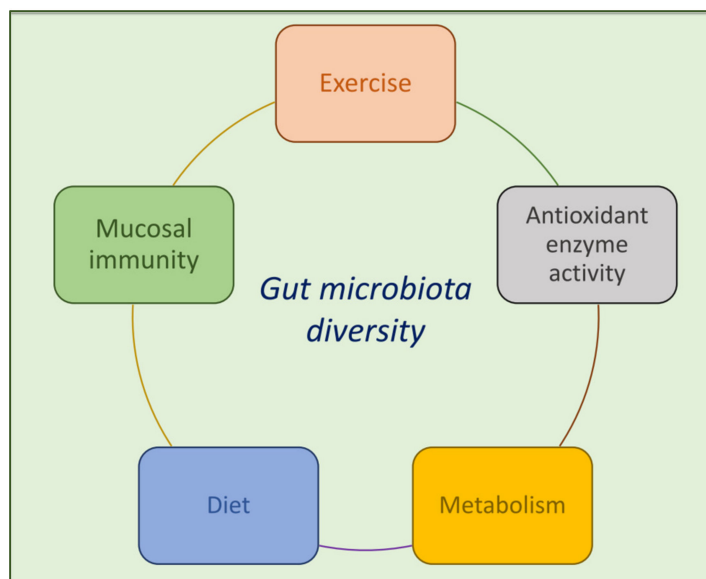 Exercise
Mucosal
immunity
Antioxidant
enzyme
activity
Gut microbiota
diversity
Diet
Metabolism